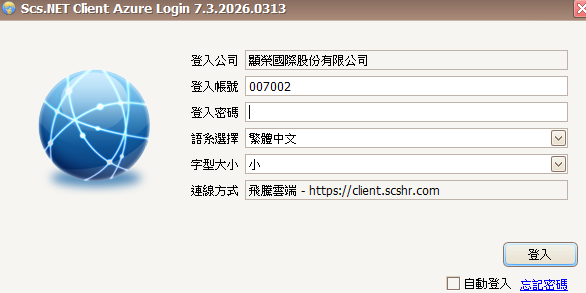 Scs.NET Client Azure Login 7.3.2026.0313
登入公司 顯榮國際股份有限公司
登入帳號 007002
登入密碼
語系選擇 繁體中文
字型大小 小
連線方式 飛騰雲端 - https://client.scshr.com
登入
自動登入 忘記密碼